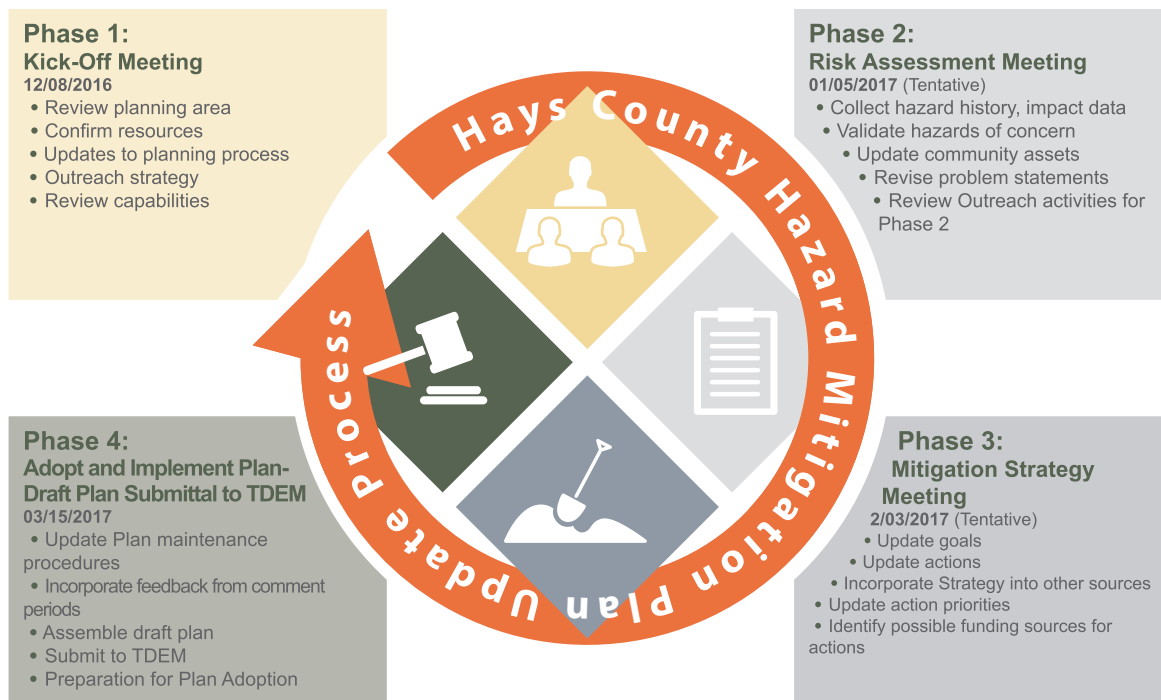 Phase 1:
Kick-Off Meeting
12/08/2016
• Review planning area
• Confirm resources
• Updates to planning process
• Outreach strategy
• Review capabilities
Phase 2:
Risk Assessment Meeting
01/05/2017 (Tentative)
• Collect hazard history, impact data
• Validate hazards of concern
• Update community assets
• Revise problem statements
• Review Outreach activities for
Phase 2
Hays County Hazard Mitigation Plan Update Process
Phase 3:
Mitigation Strategy
Meeting
2/03/2017 (Tentative)
• Update goals
• Update actions
• Incorporate Strategy into other sources
• Update action priorities
• Identify possible funding sources for
actions
Phase 4:
Adopt and Implement Plan-
Draft Plan Submittal to TDEM
03/15/2017
• Update Plan maintenance
procedures
• Incorporate feedback from comment
periods
• Assemble draft plan
• Submit to TDEM
• Preparation for Plan Adoption